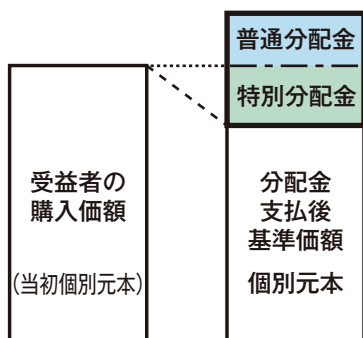 普通分配金
特別分配金
受益者の
購入価額
(当初個別元本)
分配金
支払後
基準価額
個別元本